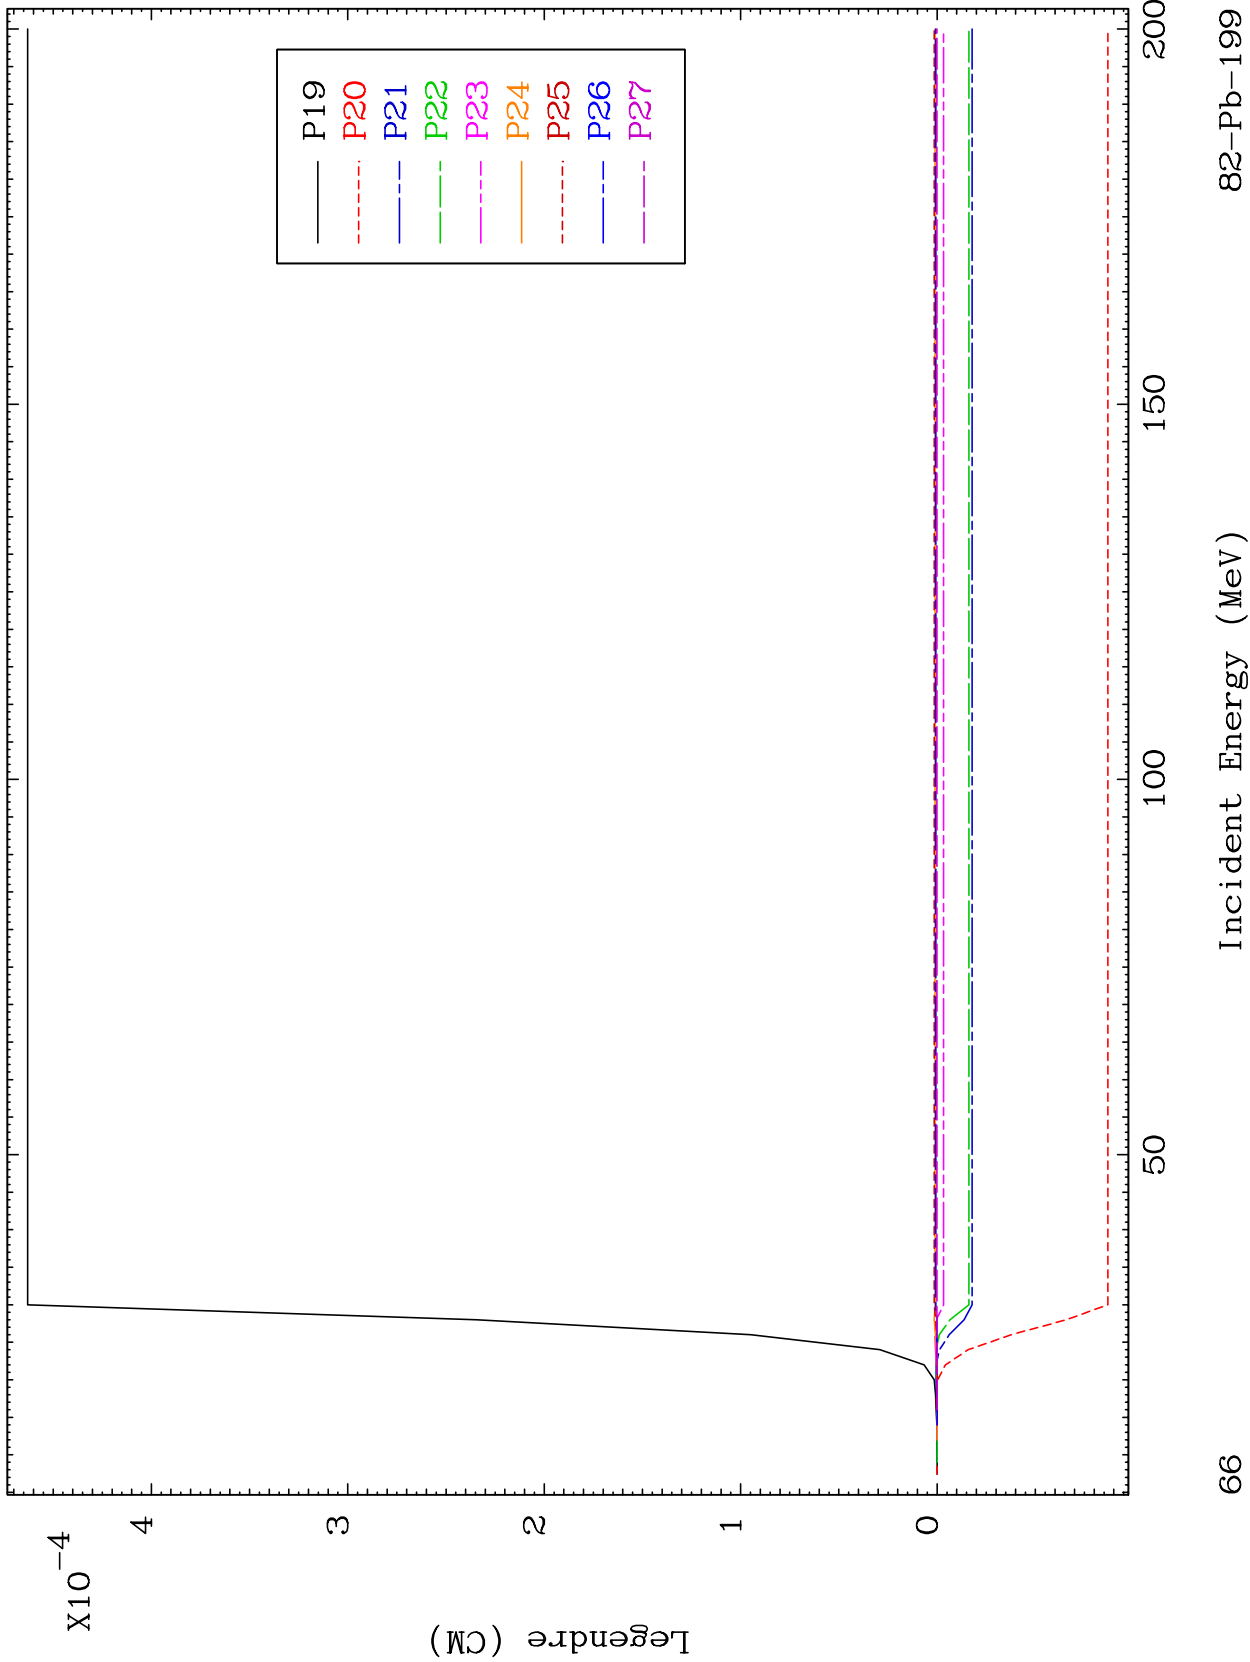 X10-4
4
3
2
1
0
Legendre (CM)
P19
P20
P21
P22
P23
P24
P25
P26
P27
50
100
150
200
Incident Energy (MeV)
66
82-Pb-199